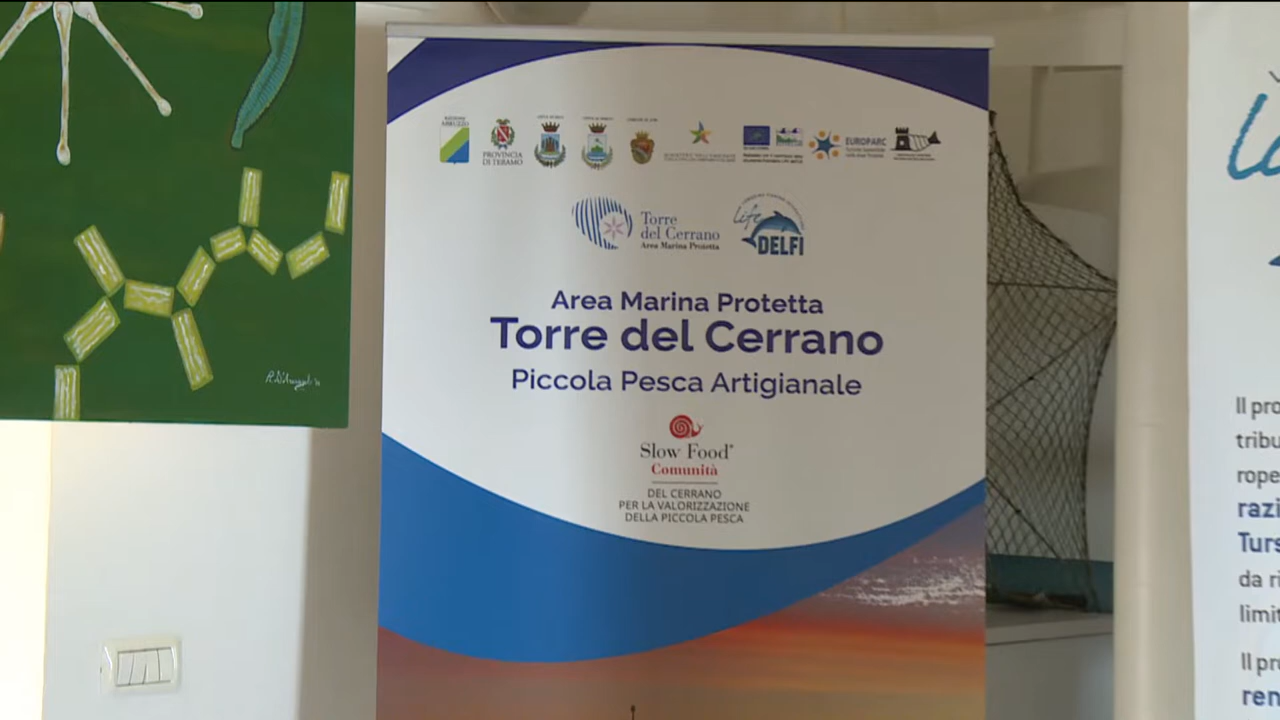 REGIONE
ABRUZZO
PROVINCIA
DI TERAMO
EUROPARC
Torre
del Cerrano
Area Marina Protetta
life
DELFI
Area Marina Protetta
Torre del Cerrano
Piccola Pesca Artigianale
Slow Food®
Comunità
DEL CERRANO
PER LA VALORIZZAZIONE
DELLA PICCOLA PESCA
Il pro
tribu
rope
razi
Turs
da ri
limit
Il pr
ren